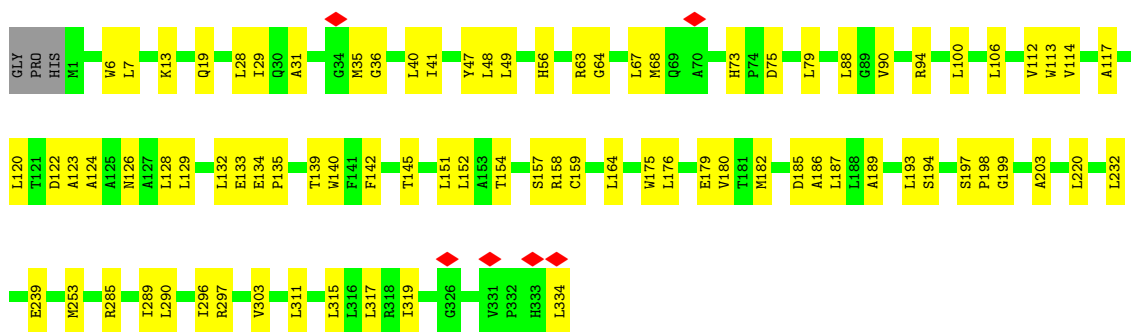 GLY PRO HIS M1 W6 L7 K13 Q19 L28 I29 Q30 A31 G34 M35 G36 L40 I41 Y47 L48 L49 H56 R63 G64 L67 M68 Q69 A70 H73 P74 D75 L79 L88 G89 V90 R94 L100 L106 V112 W113 V114 A117
L120 T121 D122 A123 A124 A125 N126 A127 L128 L129 L132 E133 E134 P135 T139 W140 F141 F142 T145 L151 L152 A153 T154 S157 R158 C159 L164 W175 L176 E179 V180 T181 M182 D185 A186 L187 L188 A189 L193 S194 S197 P198 G199 A203 L220 L232
E239 M253 R285 I289 L290 I296 R297 V303 L311 L315 L316 L317 R318 I319 G326 V331 P332 H333 L334